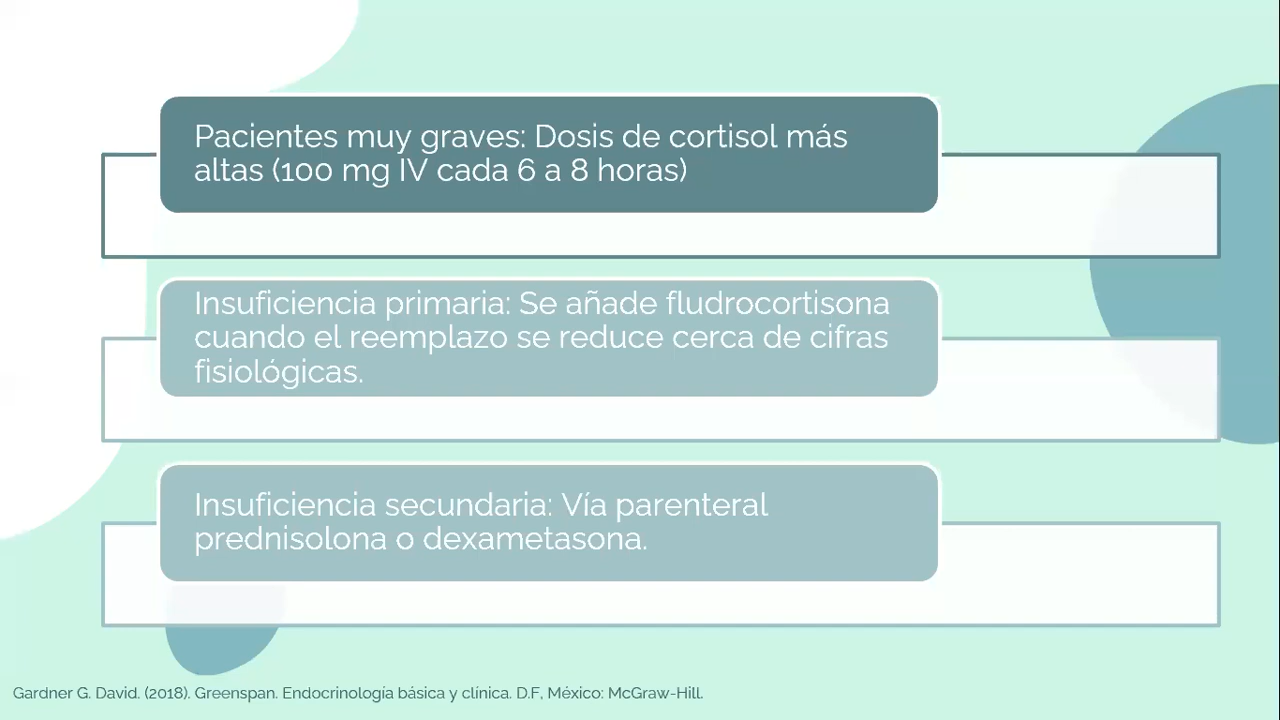 Pacientes muy graves: Dosis de cortisol más
altas (100 mg IV cada 6 a 8 horas)
Insuficiencia primaria: Se añade fludrocortisona
cuando el reemplazo se reduce cerca de cifras
fisiológicas.
Insuficiencia secundaria: Vía parenteral
prednisolona o dexametasona.
Gardner G. David. (2018). Greenspan. Endocrinología básica y clínica. D.F, México: McGraw-Hill.